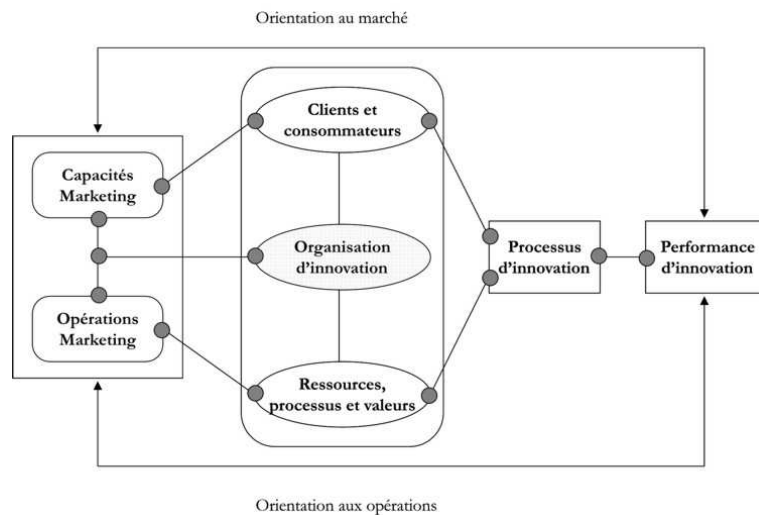 Orientation au marché
Clients et
consommateurs
Capacités
Marketing
Organisation
d'innovation
Processus
d'innovation
Performance
d'innovation
Opérations
Marketing
Ressources,
processus et valeurs
Orientation aux opérations